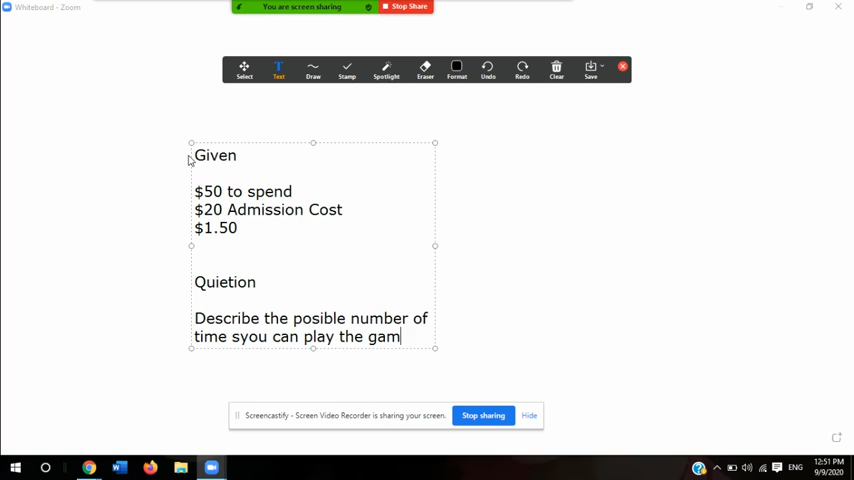 Whiteboard - Zoom
You are screen sharing
Stop Share
Select
Text
Draw
Stamp
Spotlight
Eraser
Format
Undo
Redo
Clear
Save
Given
$50 to spend
$20 Admission Cost
$1.50
Quietion
Describe the posible number of
time syou can play the gam
Screencastify - Screen Video Recorder is sharing your screen.
Stop sharing
Hide
ENG
12:51 PM
9/9/2020